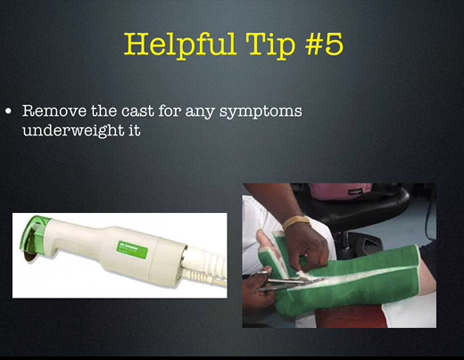 Helpful Tip #5
• Remove the cast for any symptoms
underweight it